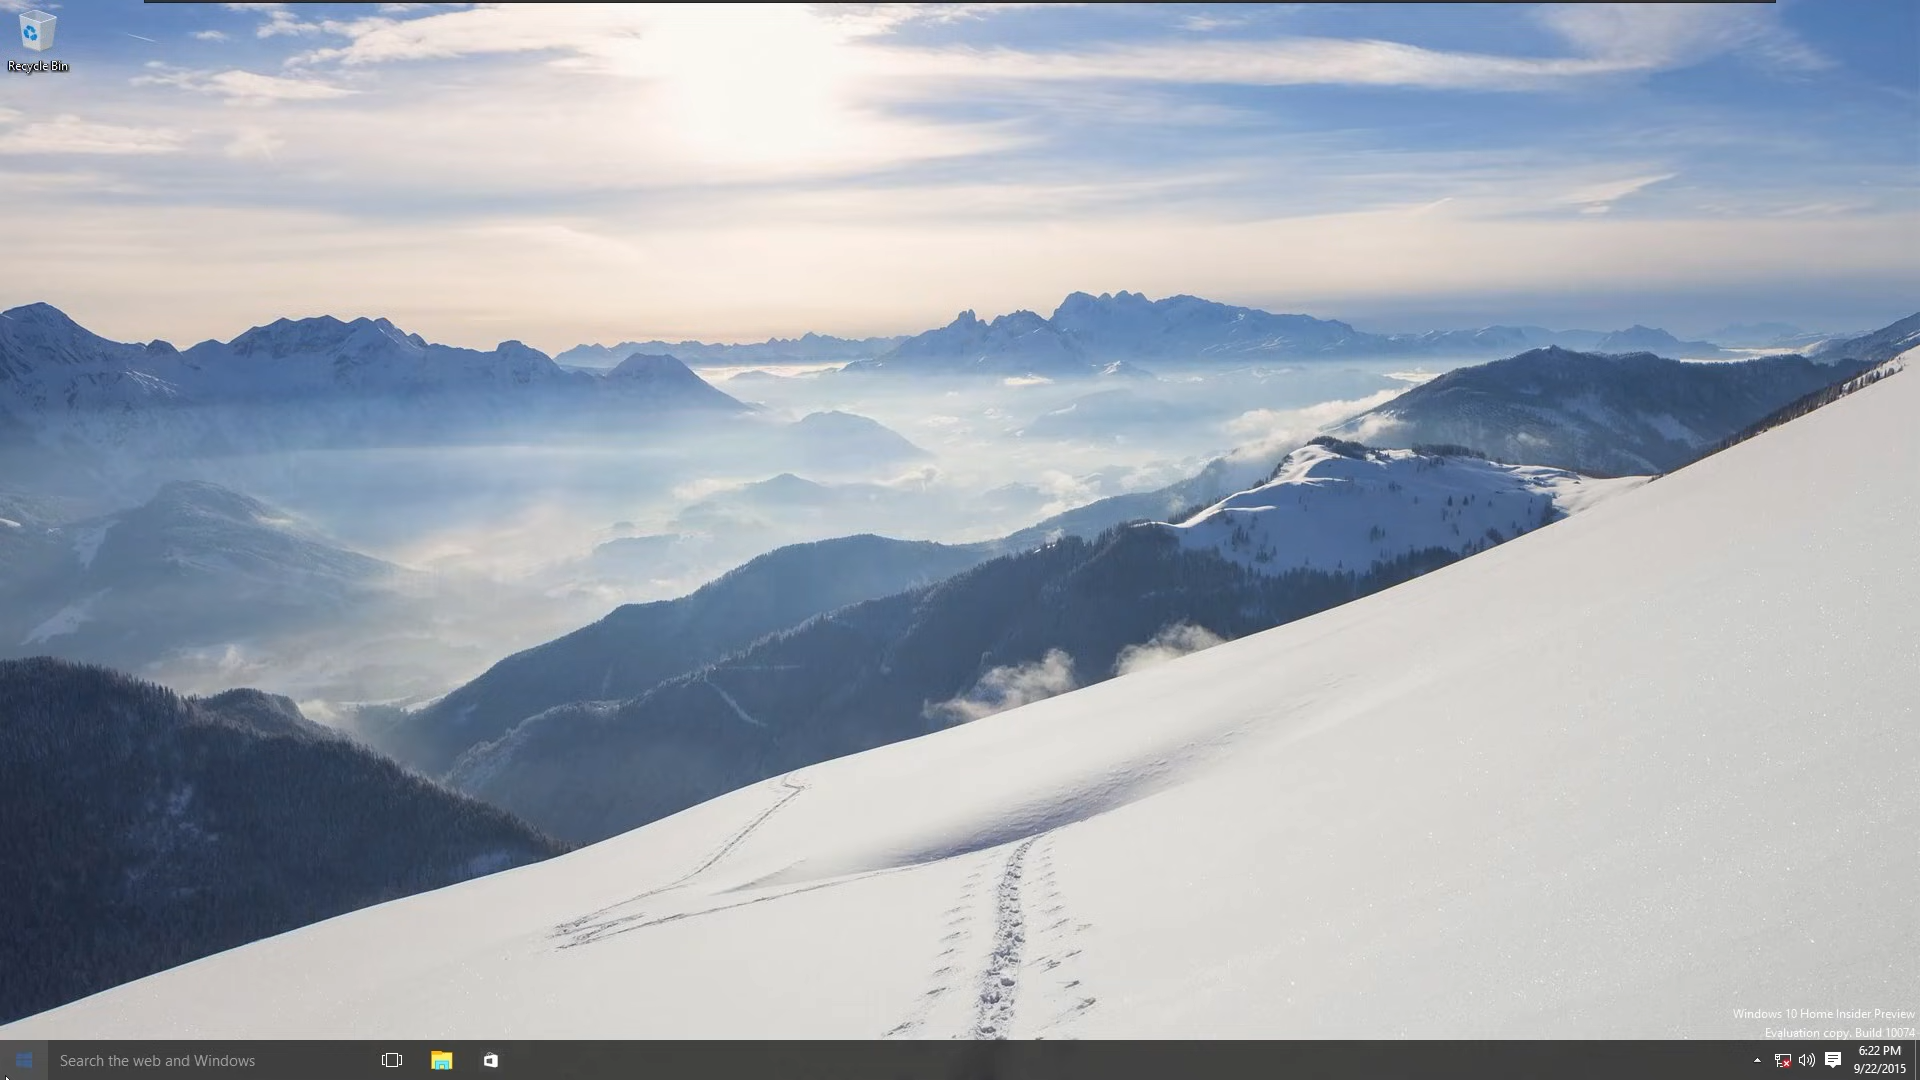 Recycle Bin
Windows 10 Home Insider Preview
Evaluation copy. Build 10074
Search the web and Windows
6:22 PM
9/22/2015